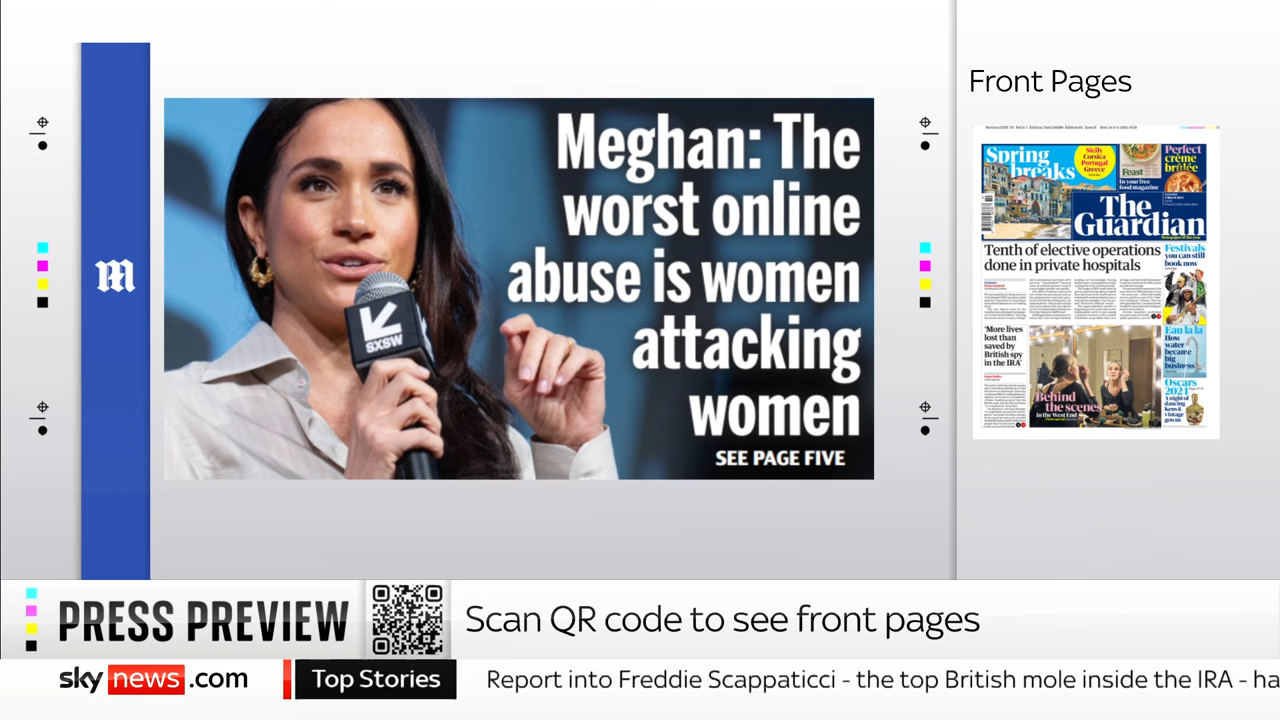 Front Pages
Meghan: The
worst online
abuse is women
attacking
women
SEE PAGE FIVE
SXSW
Spring
breaks
Sicily
Corsica
Portugal
Greece
Feast
In your free
food magazine
Perfect
crème
brûlée
The
Guardian
Tenth of elective operations
done in private hospitals
Festivals
you can still
book now
'More lives
lost than
saved by
British spy
in the IRA'
Behind
the scenes
in the West End
Eau la la
How
water
became
big
business
Oscars
2024
A night of
dancing
Kens &
vintage
gowns
PRESS PREVIEW
Scan QR code to see front pages
sky news.com
Top Stories
Report into Freddie Scappaticci - the top British mole inside the IRA - ha